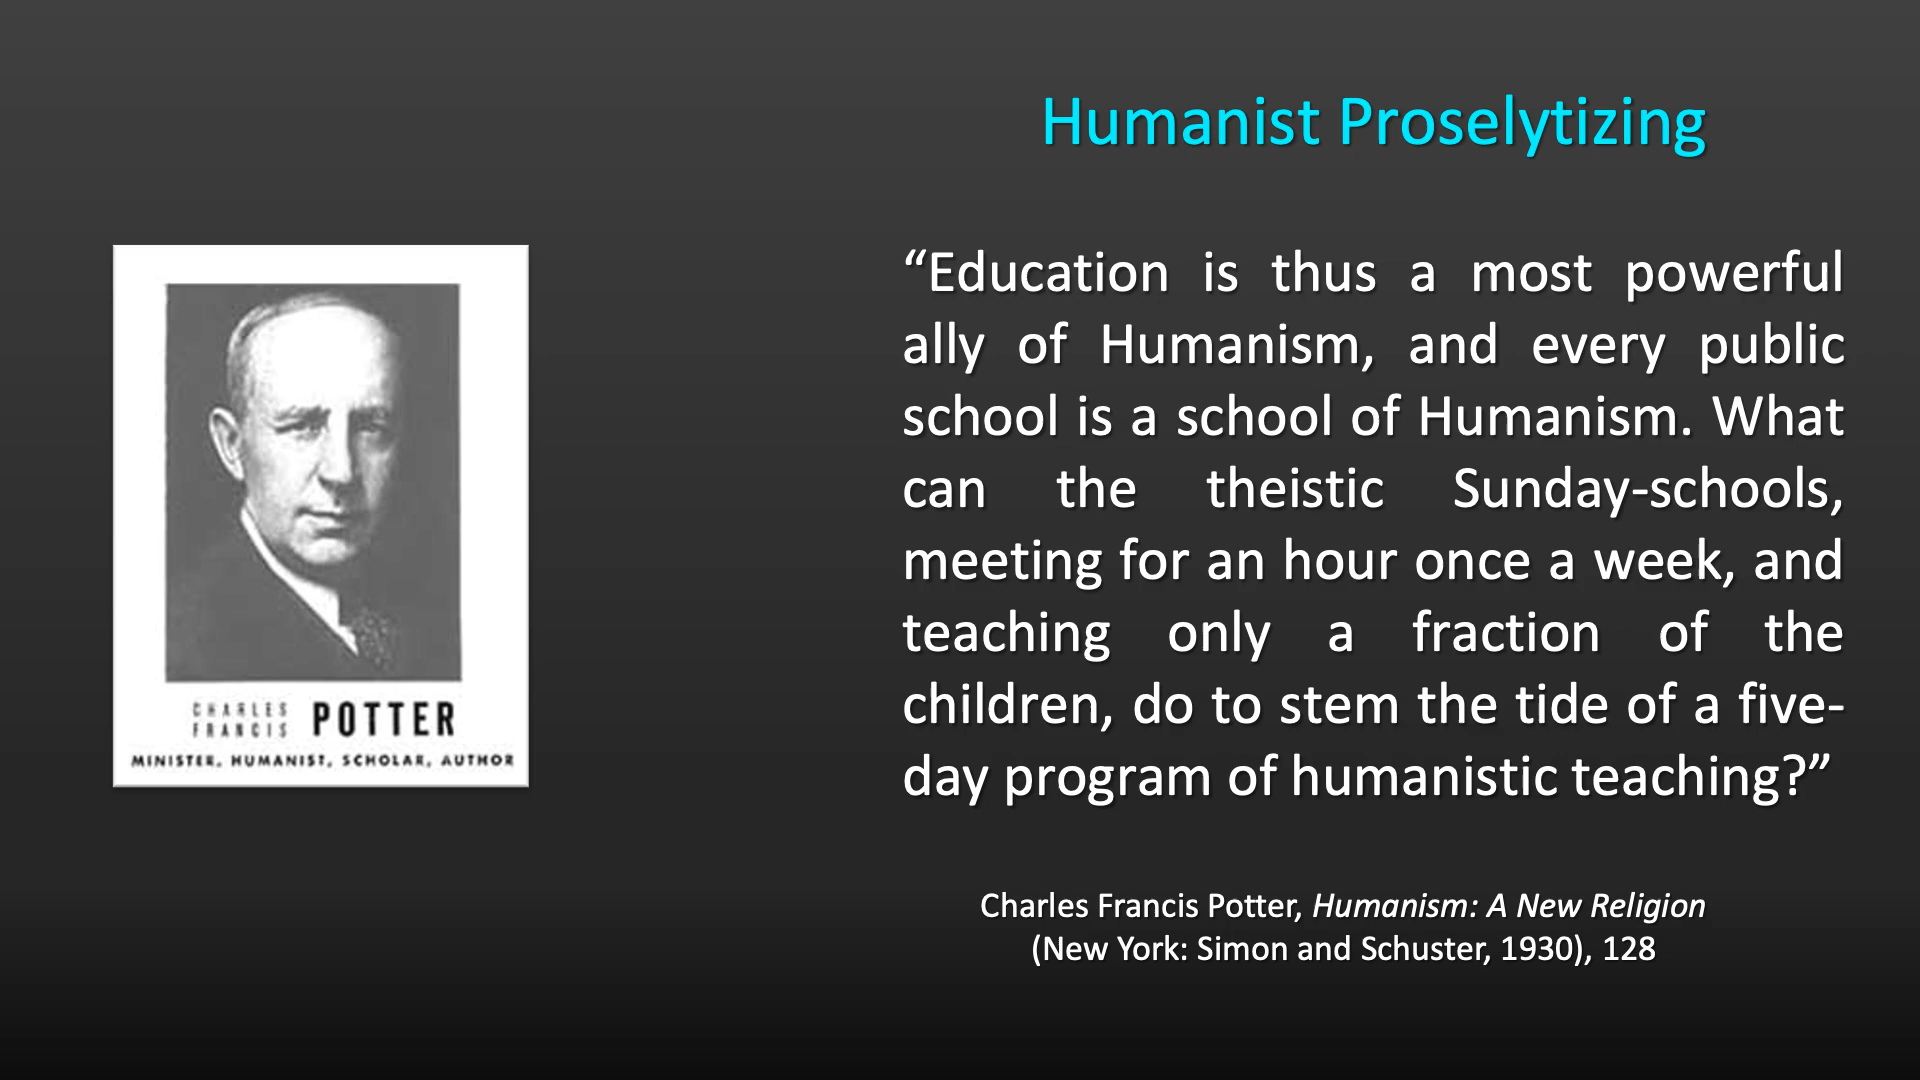 Humanist Proselytizing
“Education is thus a most powerful
ally of Humanism, and every public
school is a school of Humanism. What
can the theistic Sunday-schools,
meeting for an hour once a week, and
teaching only a fraction of the
children, do to stem the tide of a five-
day program of humanistic teaching?”
Charles Francis Potter, Humanism: A New Religion
(New York: Simon and Schuster, 1930), 128
CHARLES
FRANCIS
POTTER
MINISTER, HUMANIST, SCHOLAR, AUTHOR